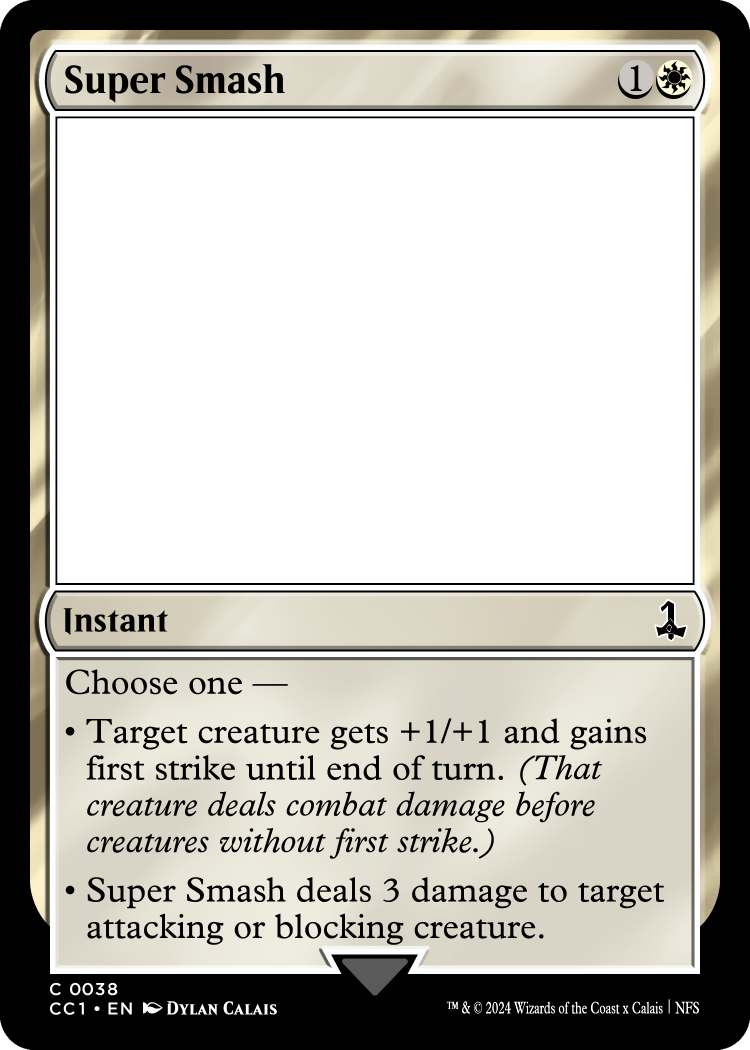 Super Smash 1
Instant
Choose one —
• Target creature gets +1/+1 and gains
first strike until end of turn. (That
creature deals combat damage before
creatures without first strike.)
• Super Smash deals 3 damage to target
attacking or blocking creature.
C 0038
CC1 • EN DYLAN CALAIS
™ & © 2024 Wizards of the Coast x Calais | NFS